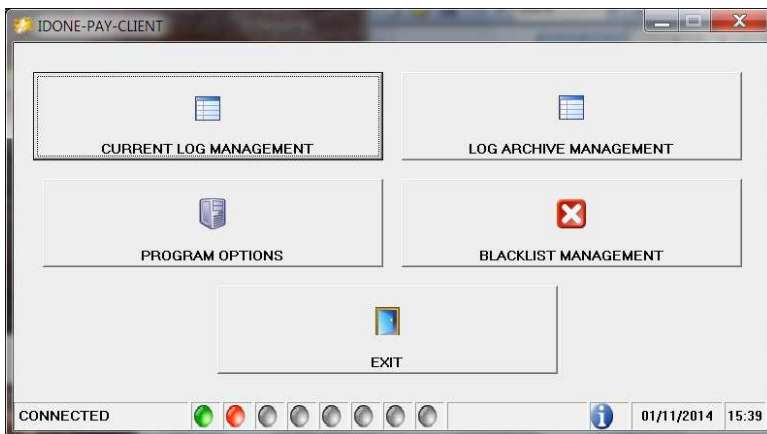 IDONE-PAY-CLIENT
CURRENT LOG MANAGEMENT
LOG ARCHIVE MANAGEMENT
PROGRAM OPTIONS
BLACKLIST MANAGEMENT
EXIT
CONNECTED 01/11/2014 15:39